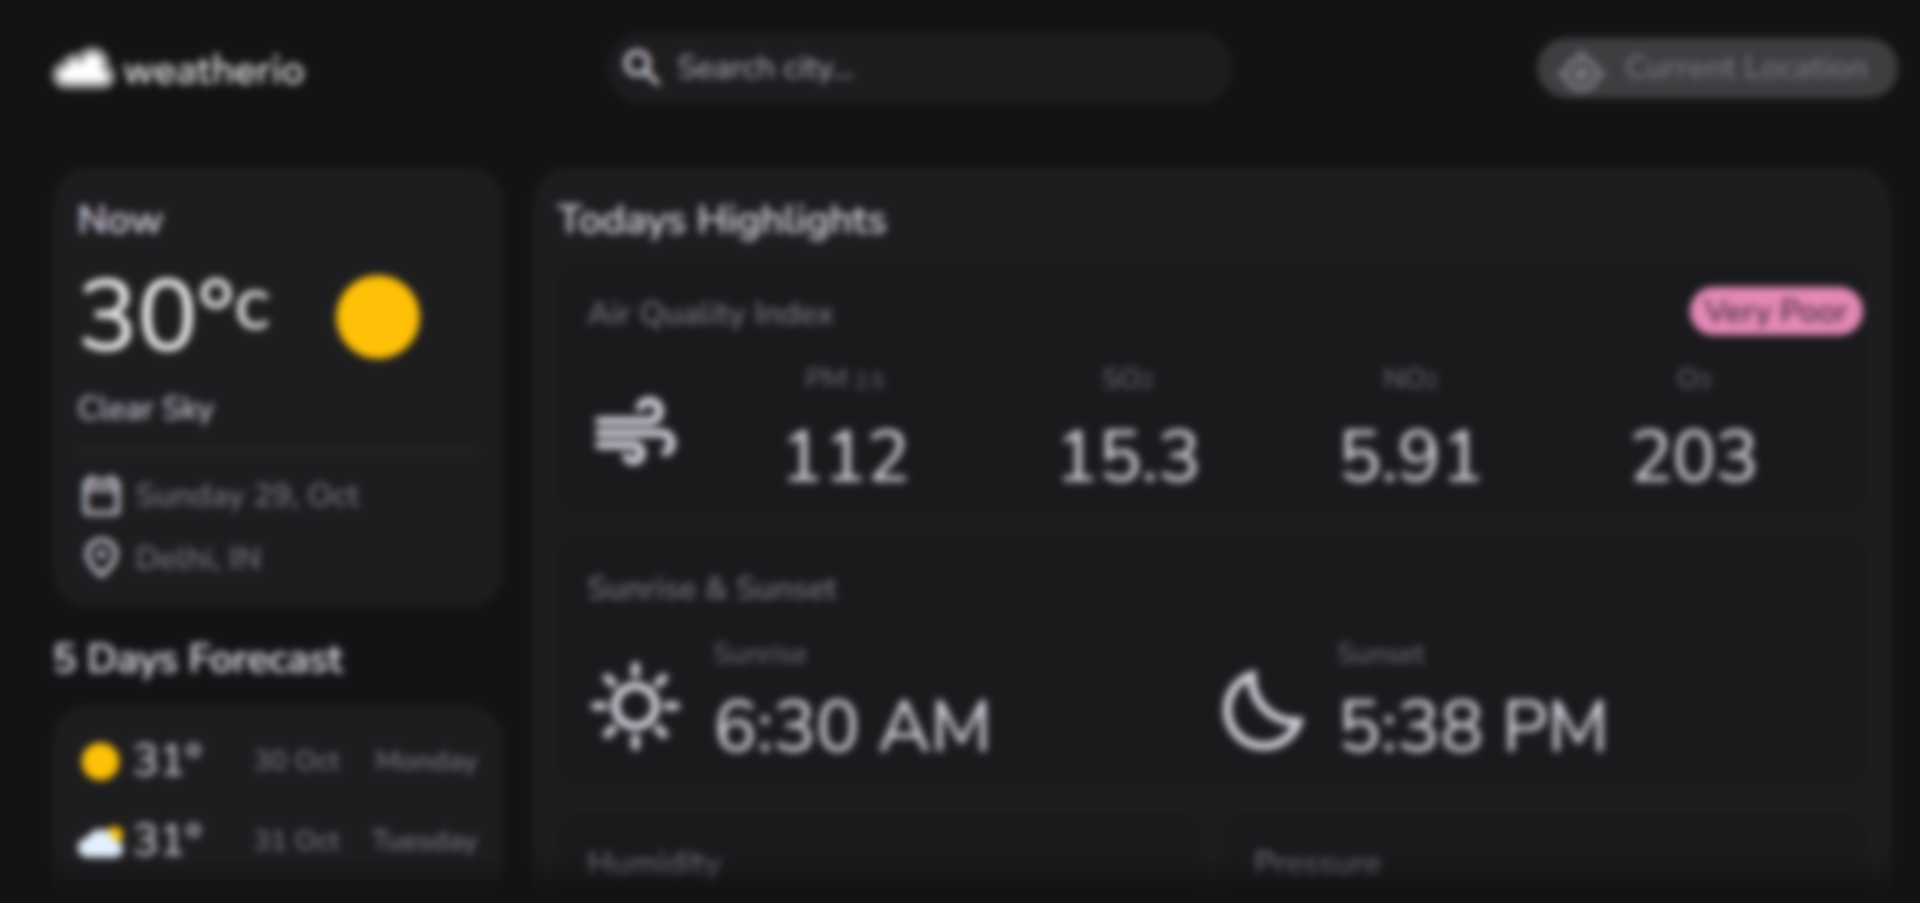 weatherio
Search city...
Current Location
Now
30°C
Clear Sky
Sunday 29, Oct
Delhi, IN
5 Days Forecast
31° 30 Oct Monday
31° 31 Oct Tuesday
Todays Highlights
Air Quality Index
Very Poor
PM 2.5 SO2 NO2 O3
112 15.3 5.91 203
Sunrise & Sunset
Sunrise
6:30 AM
Sunset
5:38 PM
Humidity
Pressure